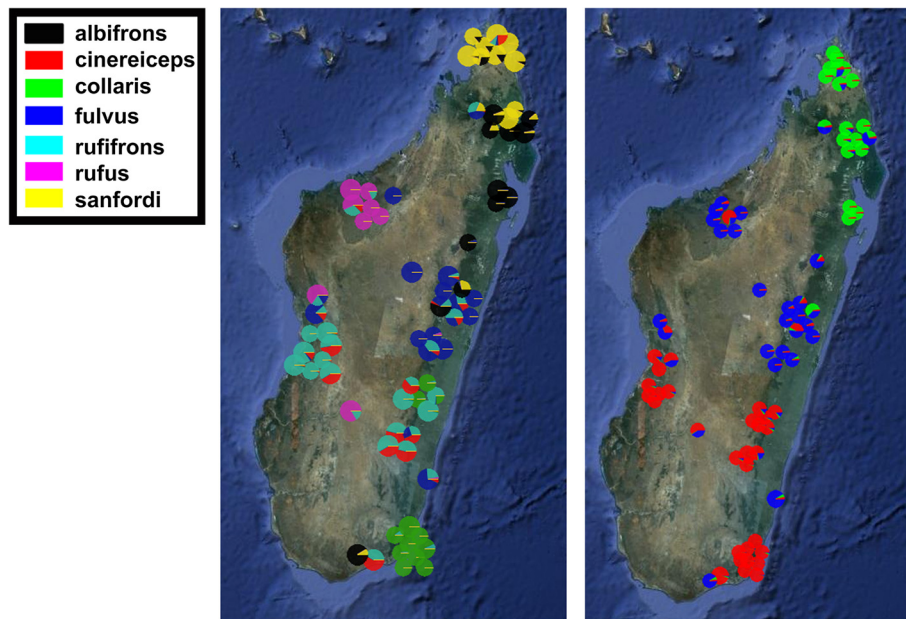 albifrons
cinereiceps
collaris
fulvus
rufifrons
rufus
sanfordi